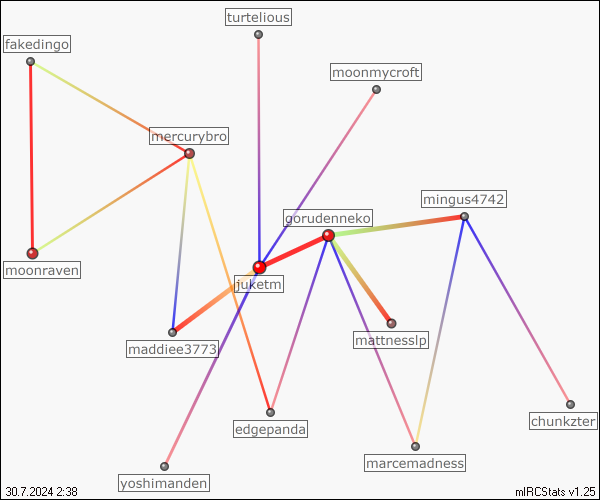 turtelious
fakedingo
moonmycroft
mercurybro
mingus4742
gorudenneko
moonraven
juketm
mattnesslp
maddiee3773
chunkzter
edgepanda
marcemadness
yoshimanden
30.7.2024 2:38
mIRCStats v1.25